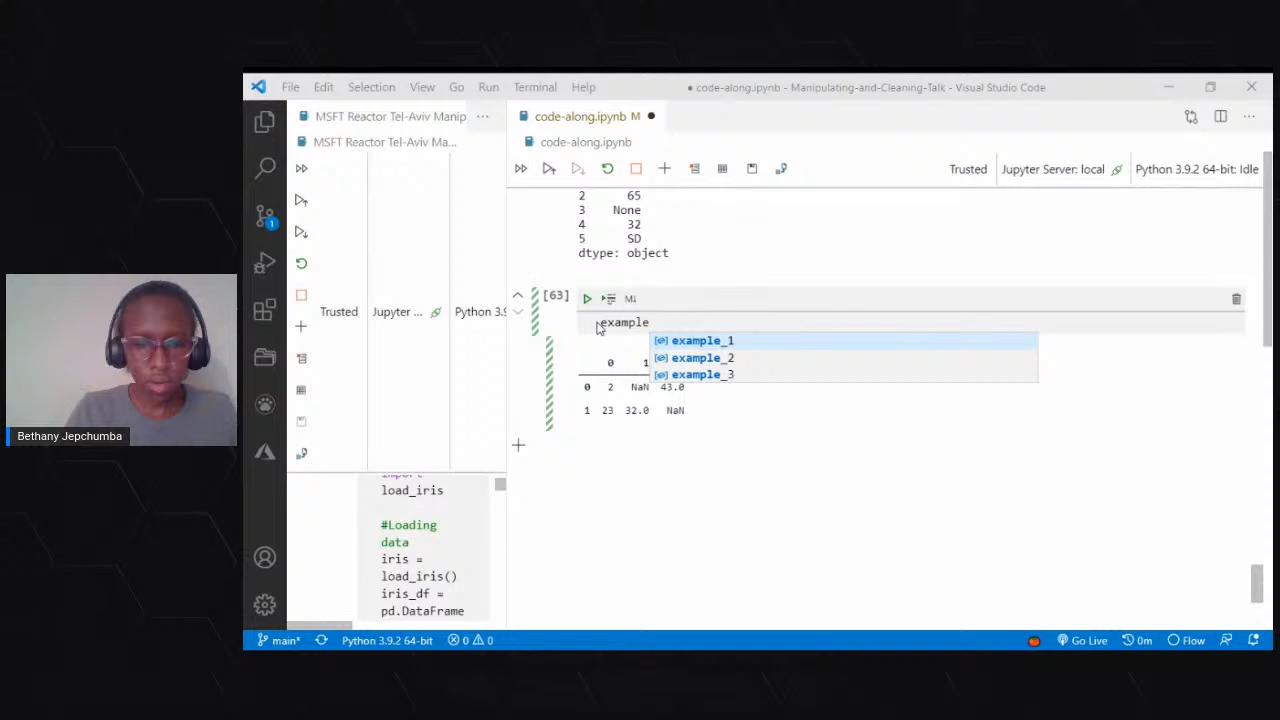 File Edit Selection View Go Run Terminal Help
● code-along.ipynb - Manipulating-and-Cleaning-Talk - Visual Studio Code
MSFT Reactor Tel-Aviv Manip ...
code-along.ipynb M ●
MSFT Reactor Tel-Aviv Ma...
code-along.ipynb
Trusted
Jupyter Server: local
Python 3.9.2 64-bit: Idle
2 65
3 None
4 32
5 SD
dtype: object
[63]
M↓
example
example_1
example_2
example_3
0 1
0 2 NaN 43.0
1 23 32.0 NaN
Trusted
Jupyter ...
Python 3.9
1
Bethany Jepchumba
import
load_iris
#Loading
data
iris =
load_iris()
iris_df =
pd.DataFrame
main*
Python 3.9.2 64-bit
0
0
Go Live
0m
Flow